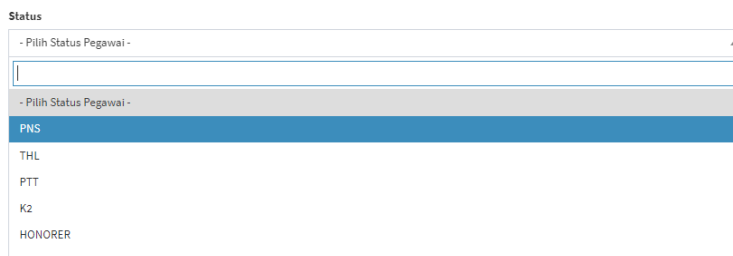 Status
- Pilih Status Pegawai -
- Pilih Status Pegawai -
PNS
THL
PTT
K2
HONORER